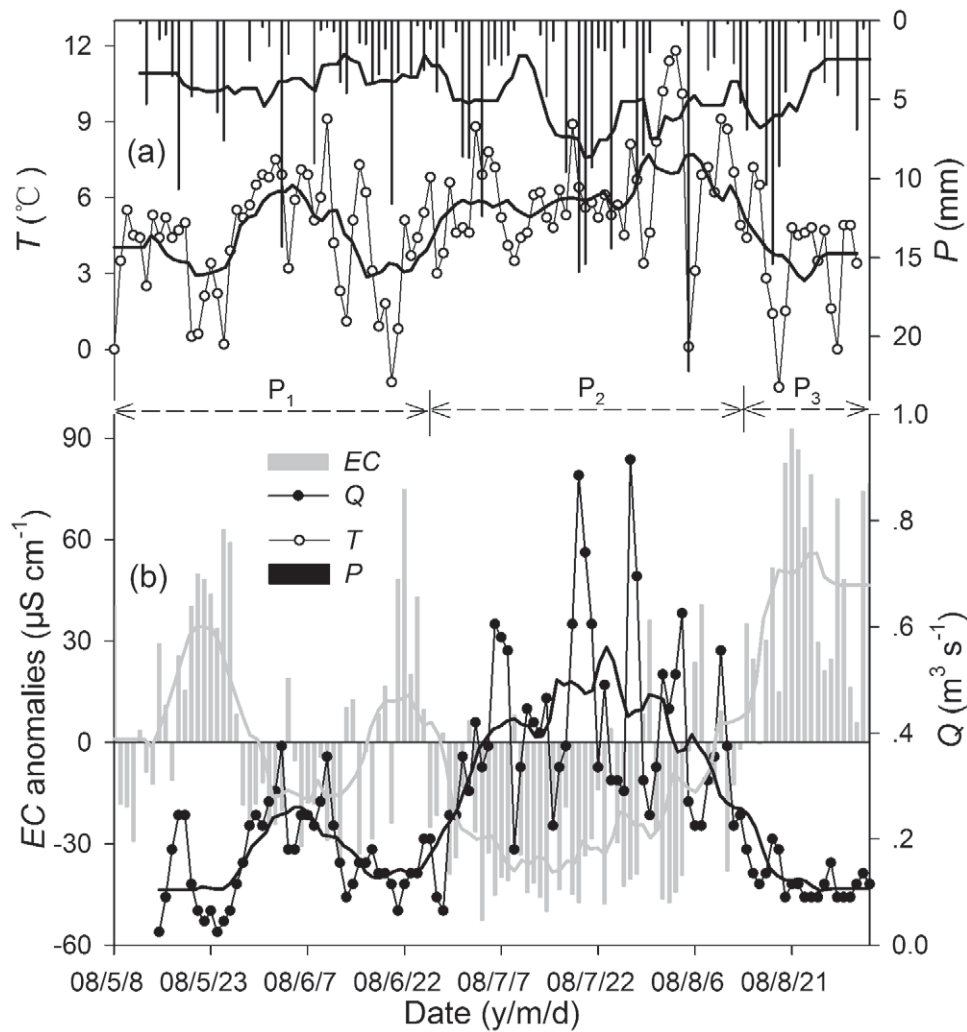 12
9
6
3
0
T (℃)
(a)
0
5
10
15
20
P (mm)
P₁
P₂
P₃
90
60
30
0
-30
-60
EC anomalies (µS cm⁻¹)
(b)
EC
Q
T
P
1.0
.8
.6
.4
.2
0.0
Q (m³ s⁻¹)
08/5/8 08/5/23 08/6/7 08/6/22 08/7/7 08/7/22 08/8/6 08/8/21
Date (y/m/d)